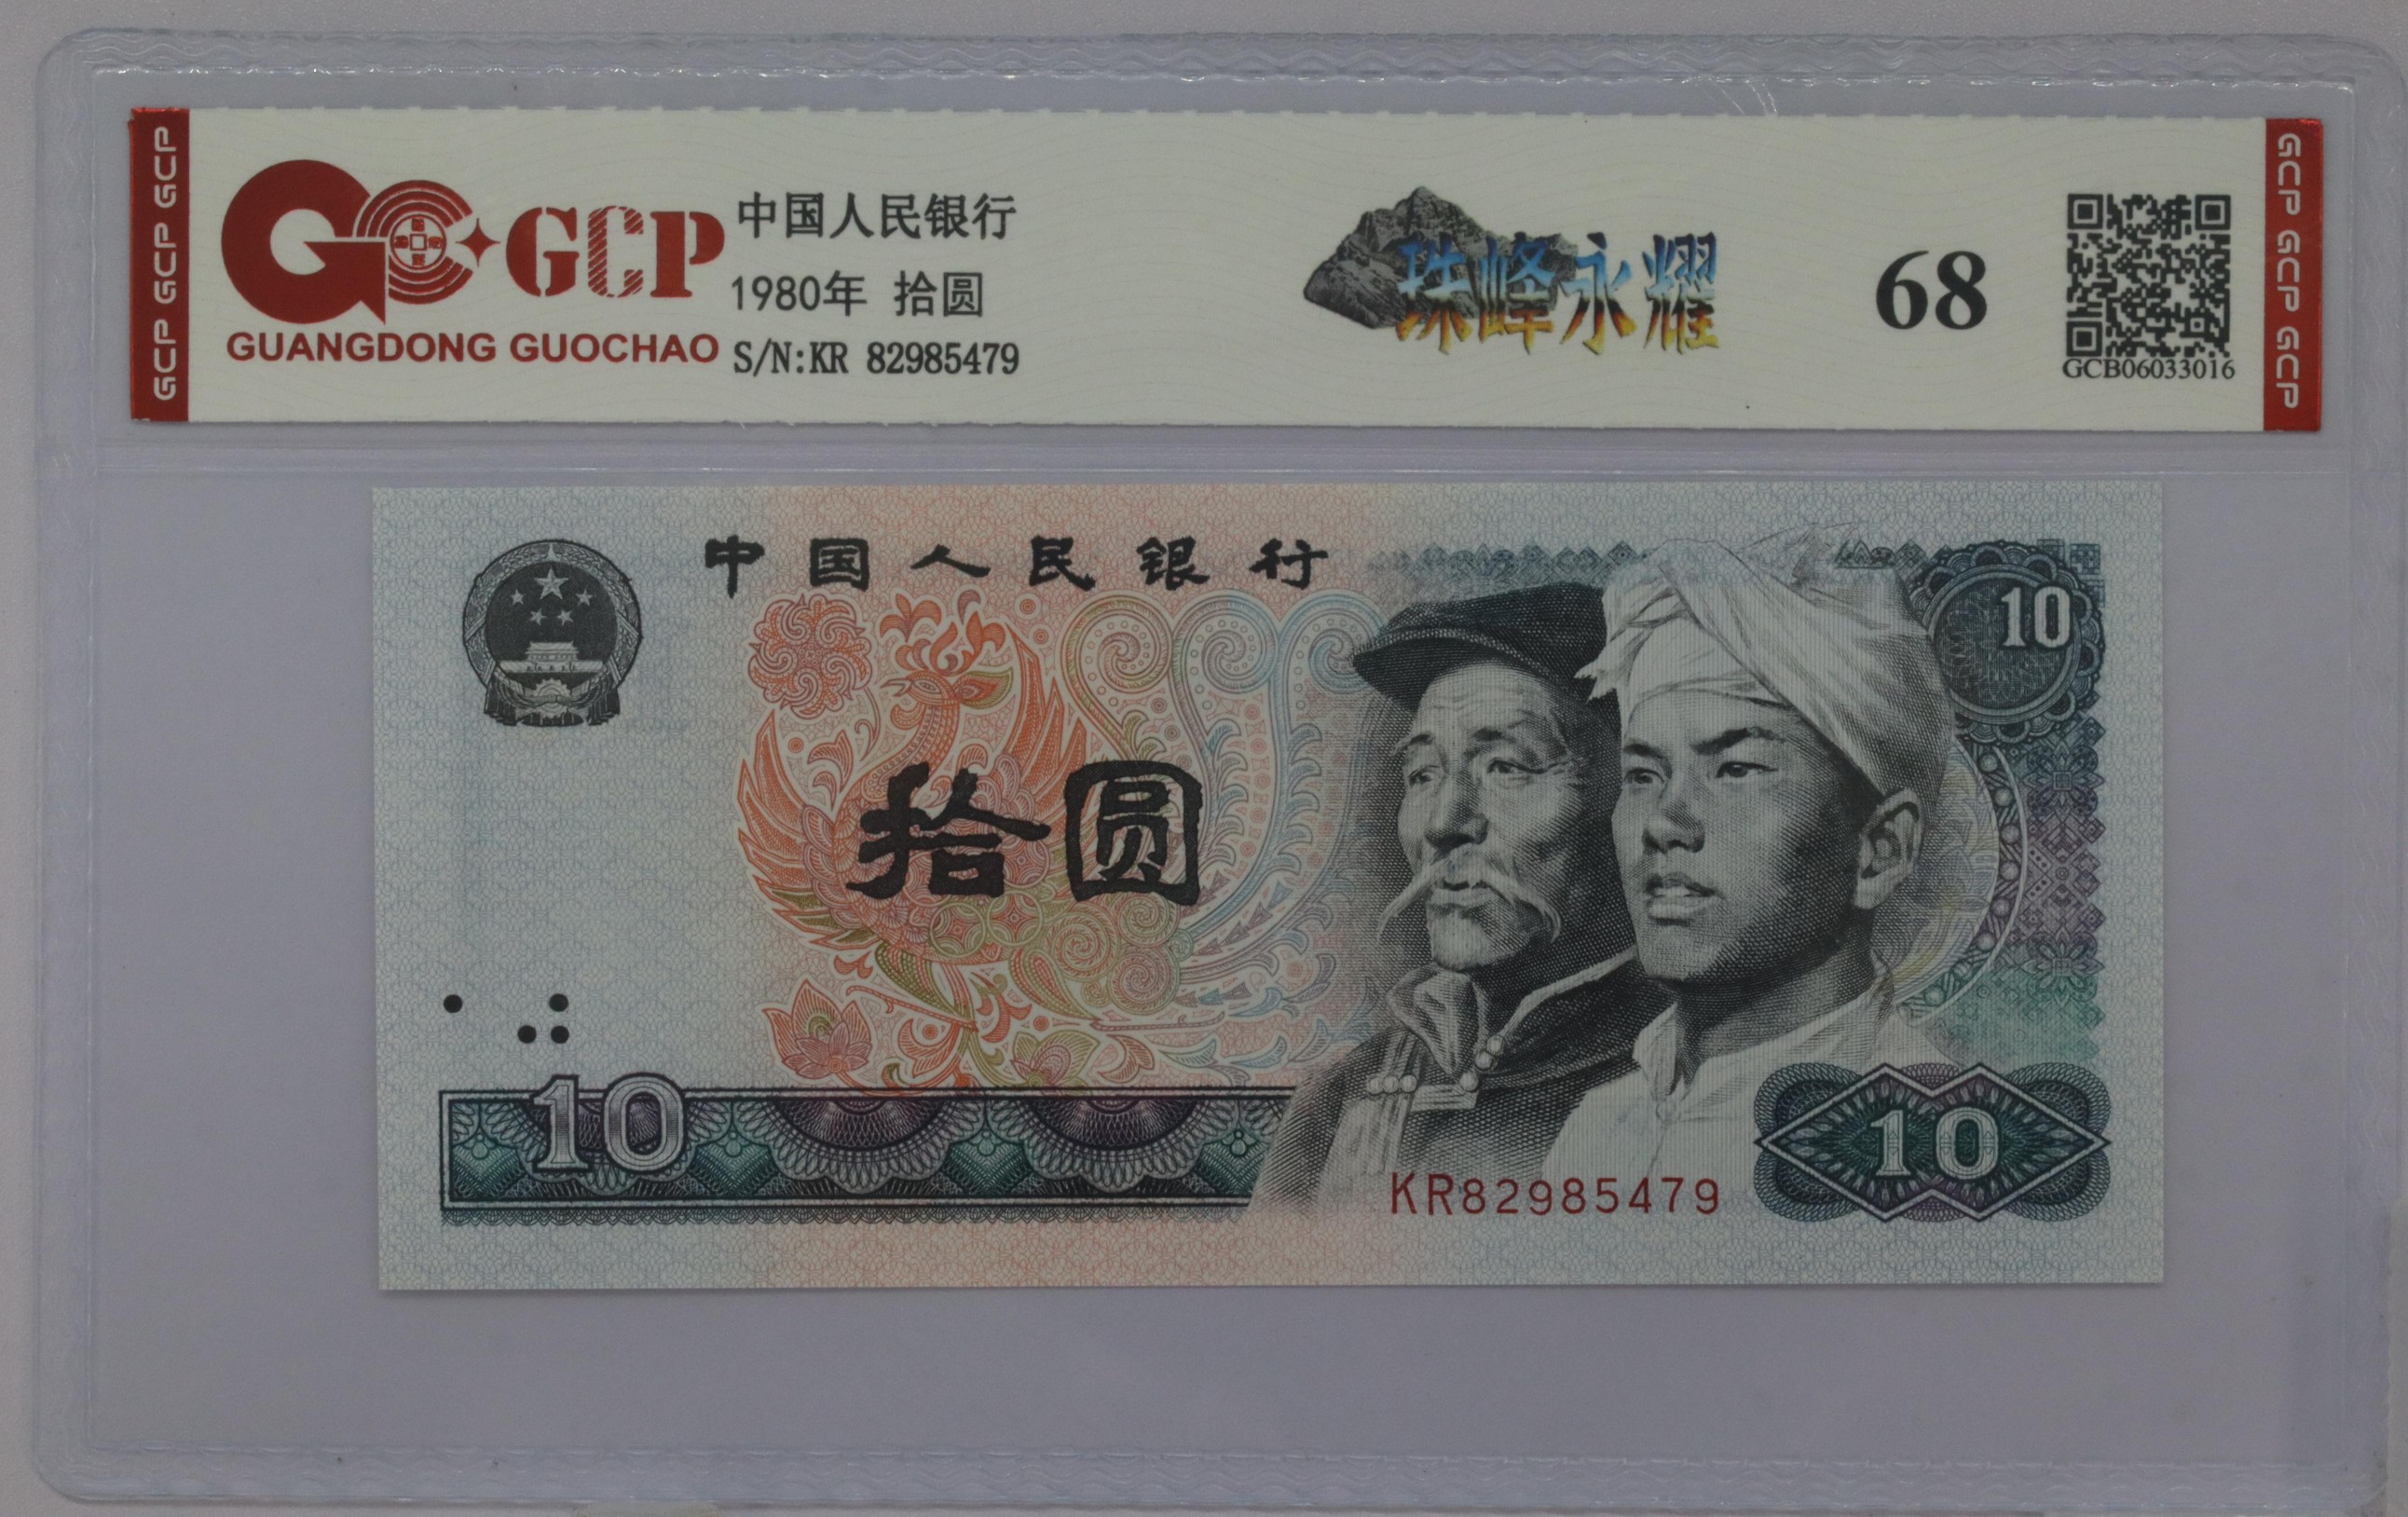 GCP GCP GCP
GCP
GUANGDONG GUOCHAO
中国人民银行
1980年 拾圆
S/N:KR 82985479
珠峰永耀
68
GCB06033016
GCP GCP GCP
中国人民银行
10
拾圆
10
KR82985479
10